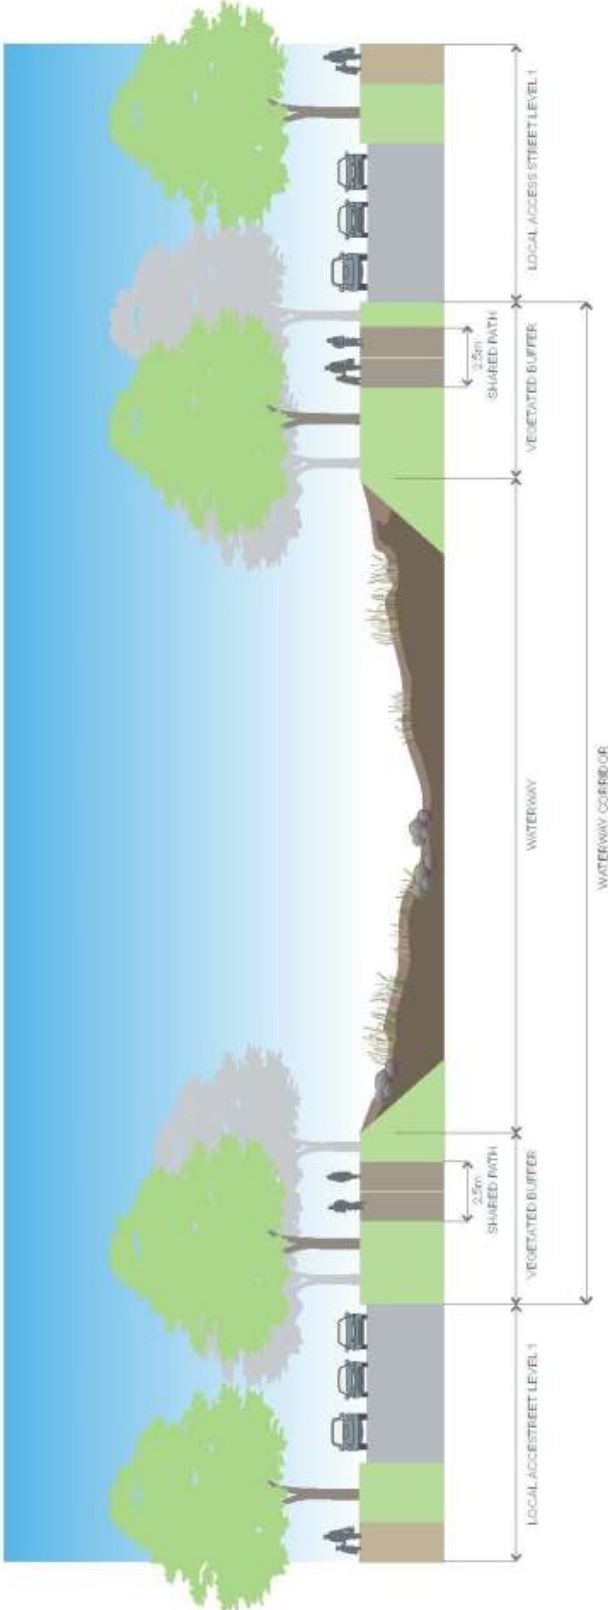 2.5m
SHARED PATH
2.5m
SHARED PATH
LOCAL ACCESTREET LEVEL 1
VEGETATED BUFFER
WATERWAY
VEGETATED BUFFER
LOCAL ACCESS STREET LEVEL 1
WATERWAY CORRIDOR